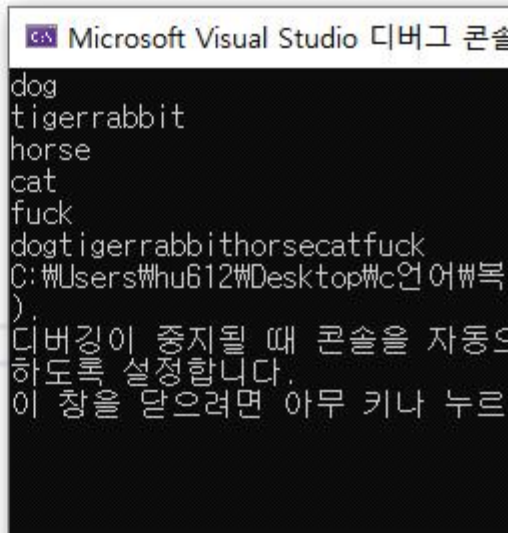 Microsoft Visual Studio 디버그 콘솔
dog
tigerrabbit
horse
cat
fuck
dogtigerrabbithorsecatfuck
C:₩Users₩hu612₩Desktop₩c언어₩복
).
디버깅이 중지될 때 콘솔을 자동으
하도록 설정합니다.
이 창을 닫으려면 아무 키나 누르